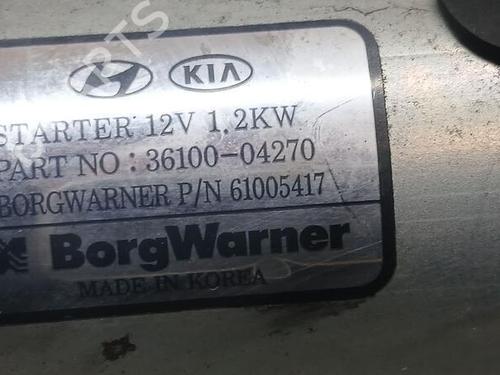 KIA
STARTER 12V 1.2KW
PART NO : 36100-04270
BORGWARNER P/N 61005417
BorgWarner
MADE IN KOREA